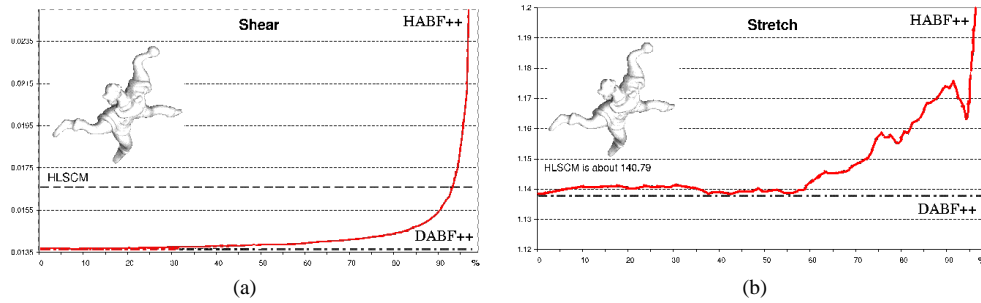 Shear
HABF++
0.0235
0.0215
0.0195
0.0175
HLSCM
0.0155
DABF++
0.0135
0 10 20 30 40 50 60 70 80 90 %
(a)
1.20
Stretch
HABF++
1.19
1.18
1.17
1.16
1.15
HLSCM is about 140.79
1.14
DABF++
1.13
1.12
0 10 20 30 40 50 60 70 80 90 %
(b)